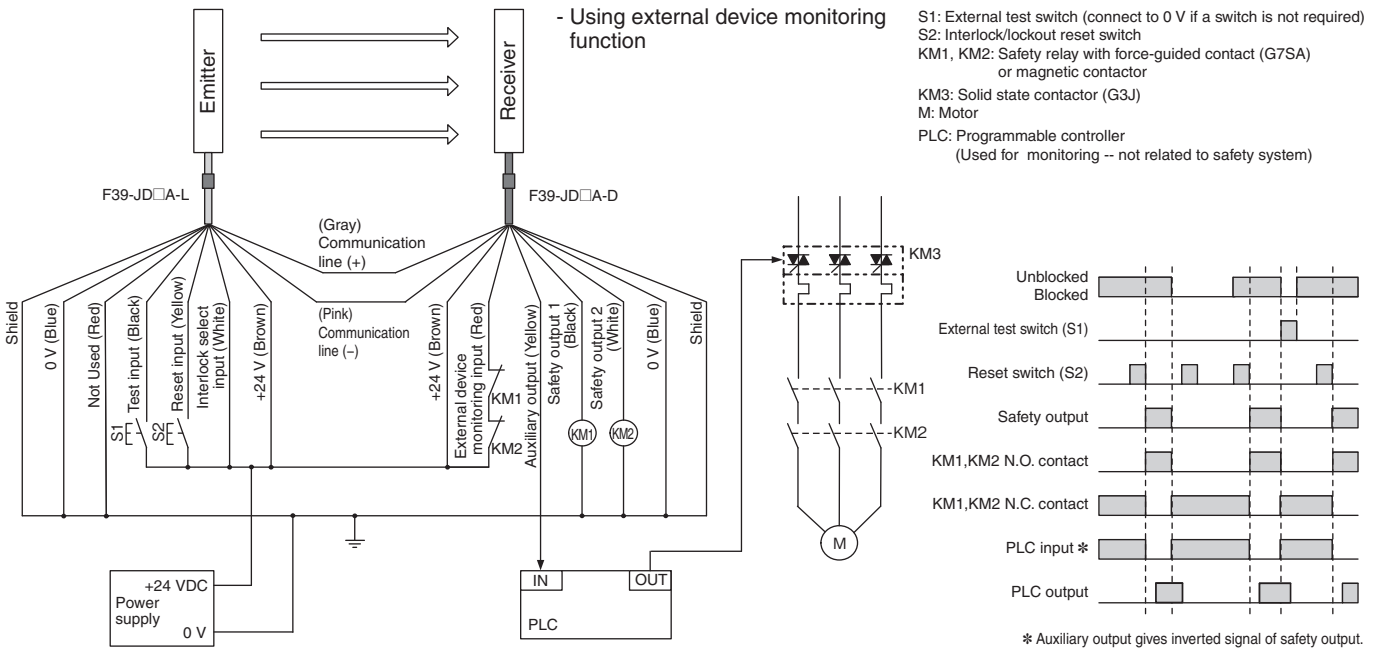 - Using external device monitoring
function
S1: External test switch (connect to 0 V if a switch is not required)
S2: Interlock/lockout reset switch
KM1, KM2: Safety relay with force-guided contact (G7SA)
or magnetic contactor
KM3: Solid state contactor (G3J)
M: Motor
PLC: Programmable controller
(Used for monitoring -- not related to safety system)
Emitter
Receiver
F39-JD□A-L
F39-JD□A-D
(Gray)
Communication
line (+)
(Pink)
Communication
line (–)
Shield
0 V (Blue)
Not Used (Red)
Test input (Black)
Reset input (Yellow)
Interlock select
input (White)
+24 V (Brown)
+24 V (Brown)
External device
monitoring input (Red)
Auxiliary output (Yellow)
Safety output 1
(Black)
Safety output 2
(White)
0 V (Blue)
Shield
S1
S2
KM1
KM2
KM1
KM2
KM3
KM1
KM2
M
+24 VDC
Power
supply
0 V
IN
OUT
PLC
Unblocked
Blocked
External test switch (S1)
Reset switch (S2)
Safety output
KM1,KM2 N.O. contact
KM1,KM2 N.C. contact
PLC input ✻
PLC output
✻ Auxiliary output gives inverted signal of safety output.